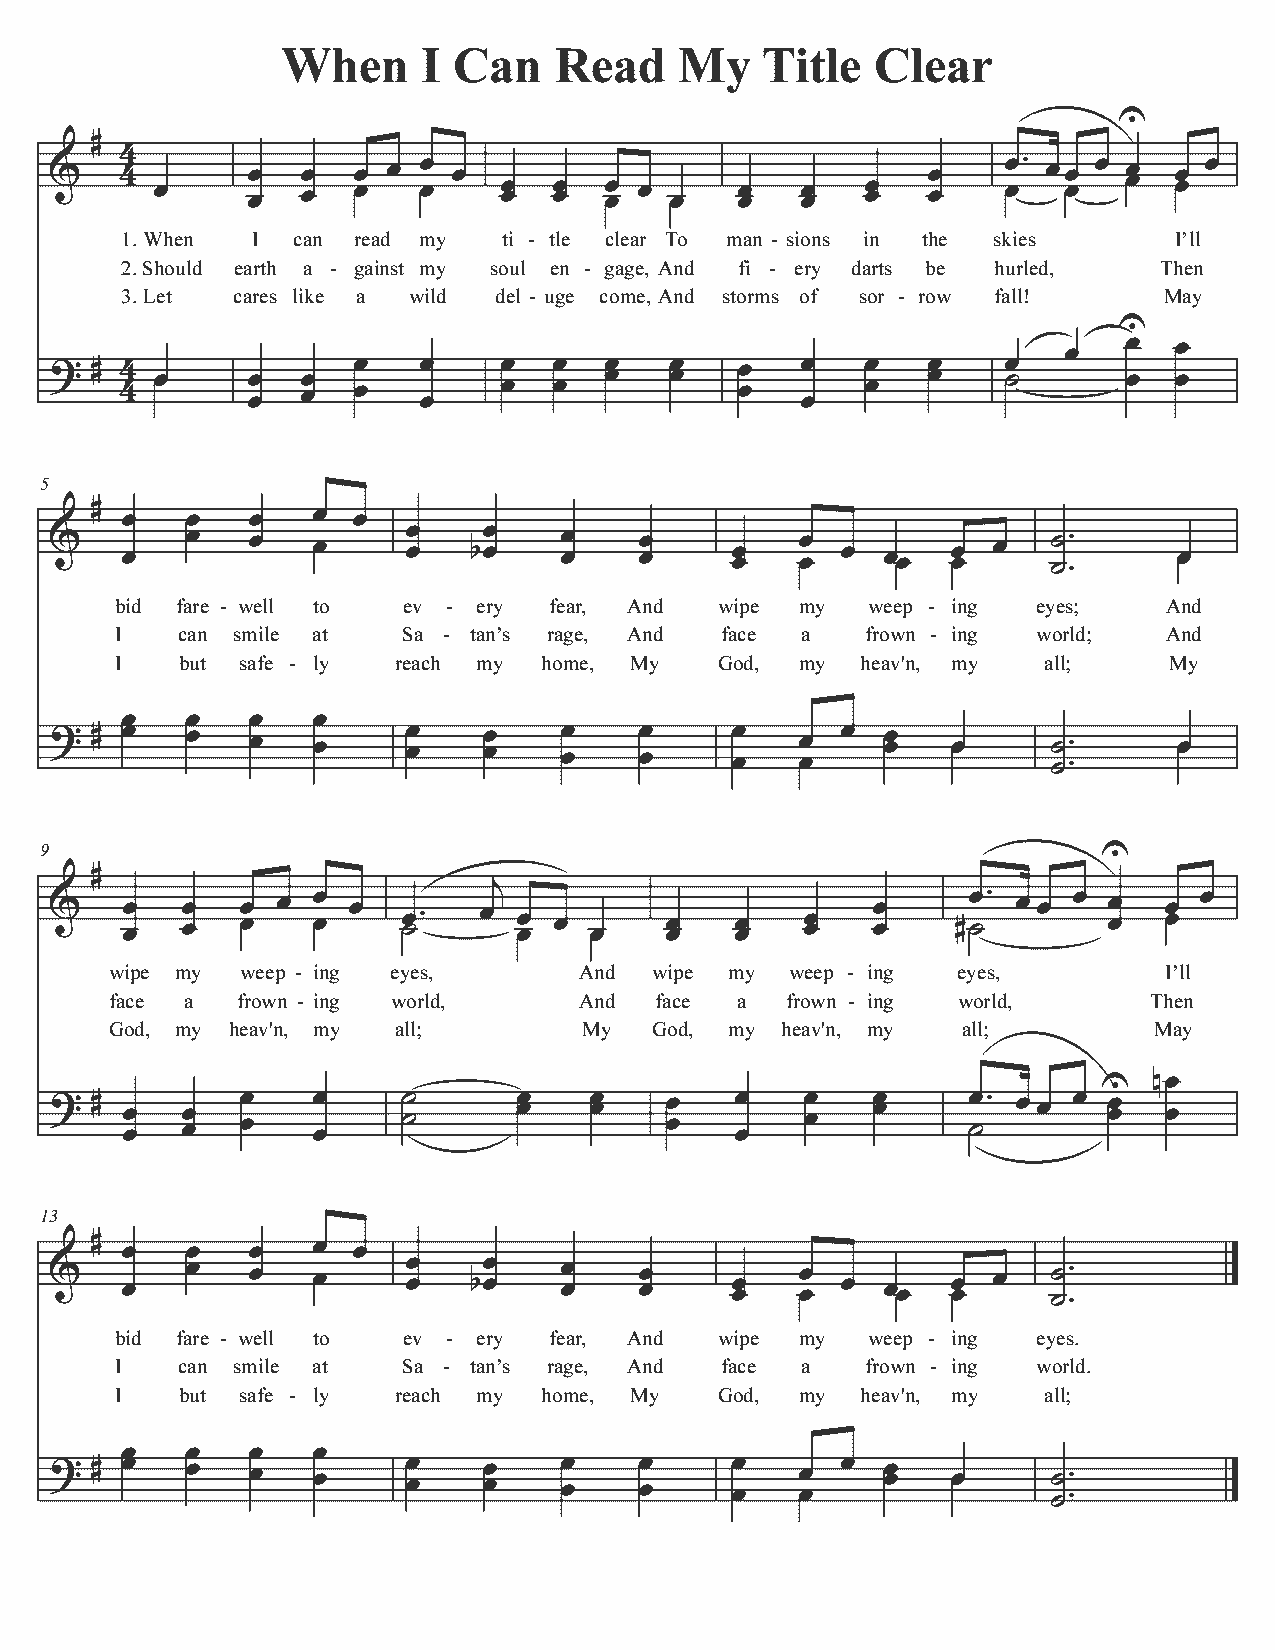 When I Can Read My Title Clear
1. When I can read my ti - tle clear To man - sions in the skies I’ll
2. Should earth a - gainst my soul en - gage, And fi - ery darts be hurled, Then
3. Let cares like a wild del - uge come, And storms of sor - row fall! May
5
bid fare - well to ev - ery fear, And wipe my weep - ing eyes; And
I can smile at Sa - tan’s rage, And face a frown - ing world; And
I but safe - ly reach my home, My God, my heav'n, my all; My
9
wipe my weep - ing eyes, And wipe my weep - ing eyes, I’ll
face a frown - ing world, And face a frown - ing world, Then
God, my heav'n, my all; My God, my heav'n, my all; May
13
bid fare - well to ev - ery fear, And wipe my weep - ing eyes.
I can smile at Sa - tan’s rage, And face a frown - ing world.
I but safe - ly reach my home, My God, my heav'n, my all;